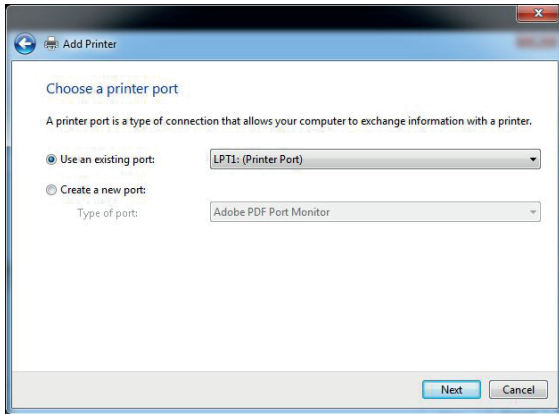 Add Printer
Choose a printer port
A printer port is a type of connection that allows your computer to exchange information with a printer.
Use an existing port: LPT1: (Printer Port)
Create a new port:
Type of port: Adobe PDF Port Monitor
Next Cancel